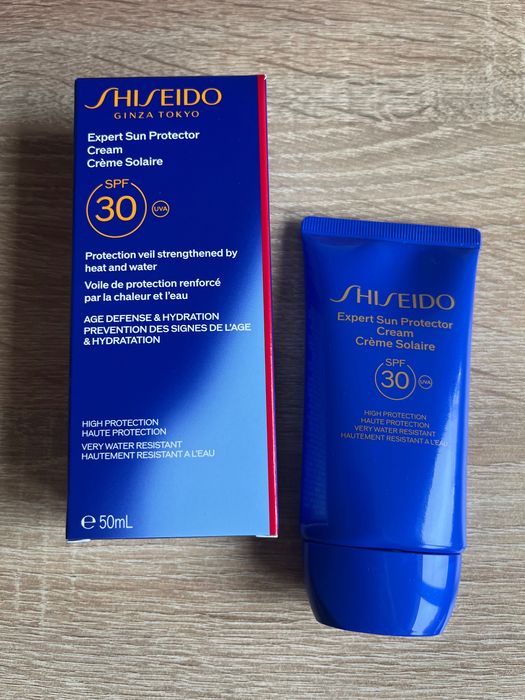 SHISEIDO
GINZA TOKYO
Expert Sun Protector
Cream
Crème Solaire
SPF
30
UVA
Protection veil strengthened by
heat and water
Voile de protection renforcé
par la chaleur et l'eau
AGE DEFENSE & HYDRATION
PREVENTION DES SIGNES DE L'AGE
& HYDRATATION
HIGH PROTECTION
HAUTE PROTECTION
VERY WATER RESISTANT
HAUTEMENT RESISTANT A L'EAU
e 50mL
SHISEIDO
Expert Sun Protector
Cream
Crème Solaire
SPF
30
UVA
HIGH PROTECTION
HAUTE PROTECTION
VERY WATER RESISTANT
HAUTEMENT RESISTANT A L'EAU